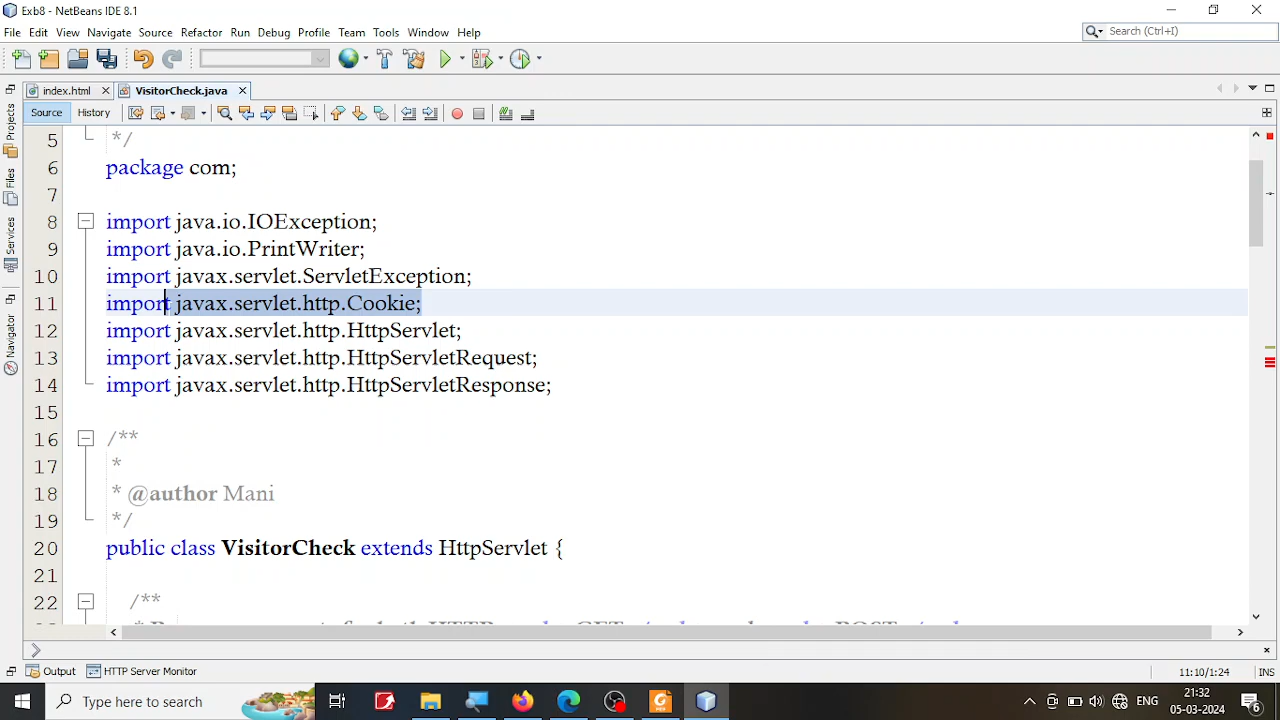 Exb8 - NetBeans IDE 8.1
File Edit View Navigate Source Refactor Run Debug Profile Team Tools Window Help
Search (Ctrl+I)
index.html VisitorCheck.java
Source History
Projects
Files
Services
Navigator
5 */
6 package com;
7
8 import java.io.IOException;
9 import java.io.PrintWriter;
10 import javax.servlet.ServletException;
11 import javax.servlet.http.Cookie;
12 import javax.servlet.http.HttpServlet;
13 import javax.servlet.http.HttpServletRequest;
14 import javax.servlet.http.HttpServletResponse;
15
16 /**
17 *
18 * @author Mani
19 */
20 public class VisitorCheck extends HttpServlet {
21
22 /**
Output HTTP Server Monitor
11:10/1:24 INS
Type here to search
ENG
21:32
05-03-2024
6